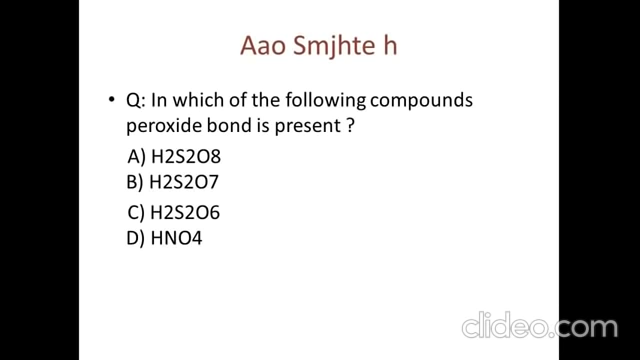 Aao Smjhte h
• Q: In which of the following compounds
peroxide bond is present ?
A) H2S2O8
B) H2S2O7
C) H2S2O6
D) HNO4
clideo.com